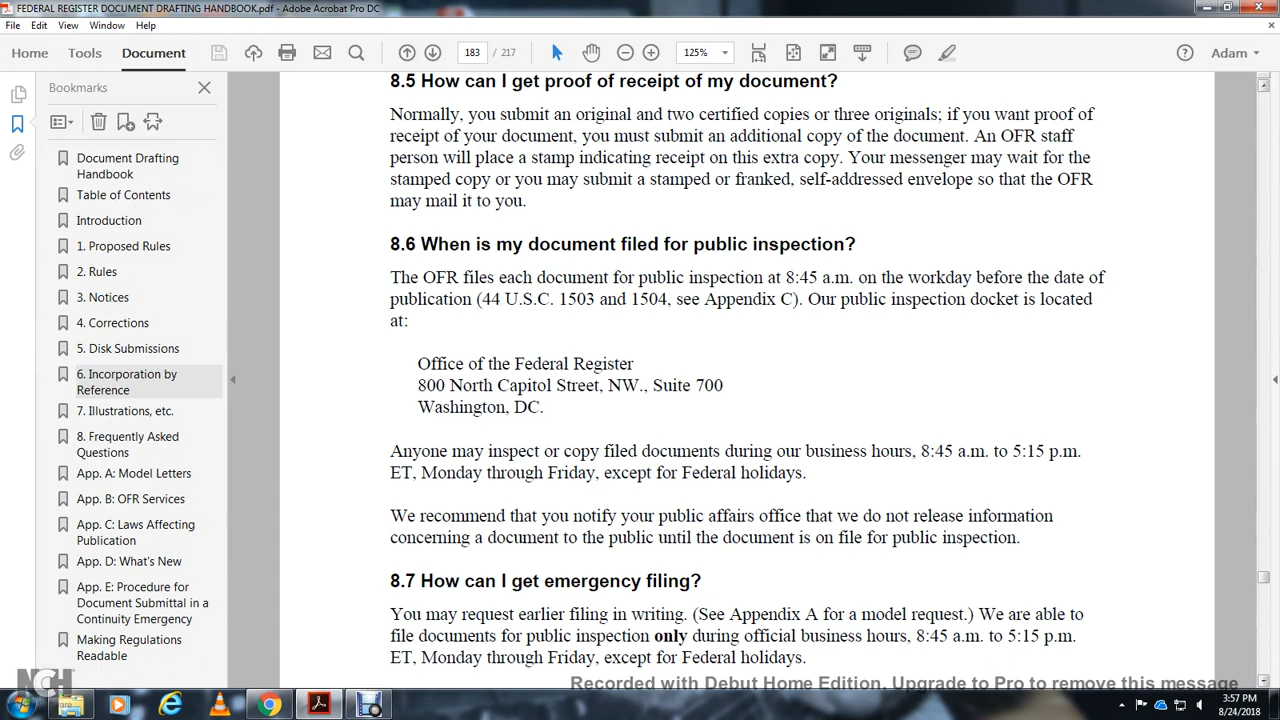 FEDERAL REGISTER DOCUMENT DRAFTING HANDBOOK.pdf - Adobe Acrobat Pro DC
File Edit View Window Help
Home Tools Document 183 / 217 125% Adam
Bookmarks
Document Drafting
Handbook
Table of Contents
Introduction
1. Proposed Rules
2. Rules
3. Notices
4. Corrections
5. Disk Submissions
6. Incorporation by
Reference
7. Illustrations, etc.
8. Frequently Asked
Questions
App. A: Model Letters
App. B: OFR Services
App. C: Laws Affecting
Publication
App. D: What's New
App. E: Procedure for
Document Submittal in a
Continuity Emergency
Making Regulations
Readable
8.5 How can I get proof of receipt of my document?
Normally, you submit an original and two certified copies or three originals; if you want proof of
receipt of your document, you must submit an additional copy of the document. An OFR staff
person will place a stamp indicating receipt on this extra copy. Your messenger may wait for the
stamped copy or you may submit a stamped or franked, self-addressed envelope so that the OFR
may mail it to you.
8.6 When is my document filed for public inspection?
The OFR files each document for public inspection at 8:45 a.m. on the workday before the date of
publication (44 U.S.C. 1503 and 1504, see Appendix C). Our public inspection docket is located
at:
Office of the Federal Register
800 North Capitol Street, NW., Suite 700
Washington, DC.
Anyone may inspect or copy filed documents during our business hours, 8:45 a.m. to 5:15 p.m.
ET, Monday through Friday, except for Federal holidays.
We recommend that you notify your public affairs office that we do not release information
concerning a document to the public until the document is on file for public inspection.
8.7 How can I get emergency filing?
You may request earlier filing in writing. (See Appendix A for a model request.) We are able to
file documents for public inspection only during official business hours, 8:45 a.m. to 5:15 p.m.
ET, Monday through Friday, except for Federal holidays.
NCH
Recorded with Debut Home Edition. Upgrade to Pro to remove this message
3:57 PM
8/24/2018